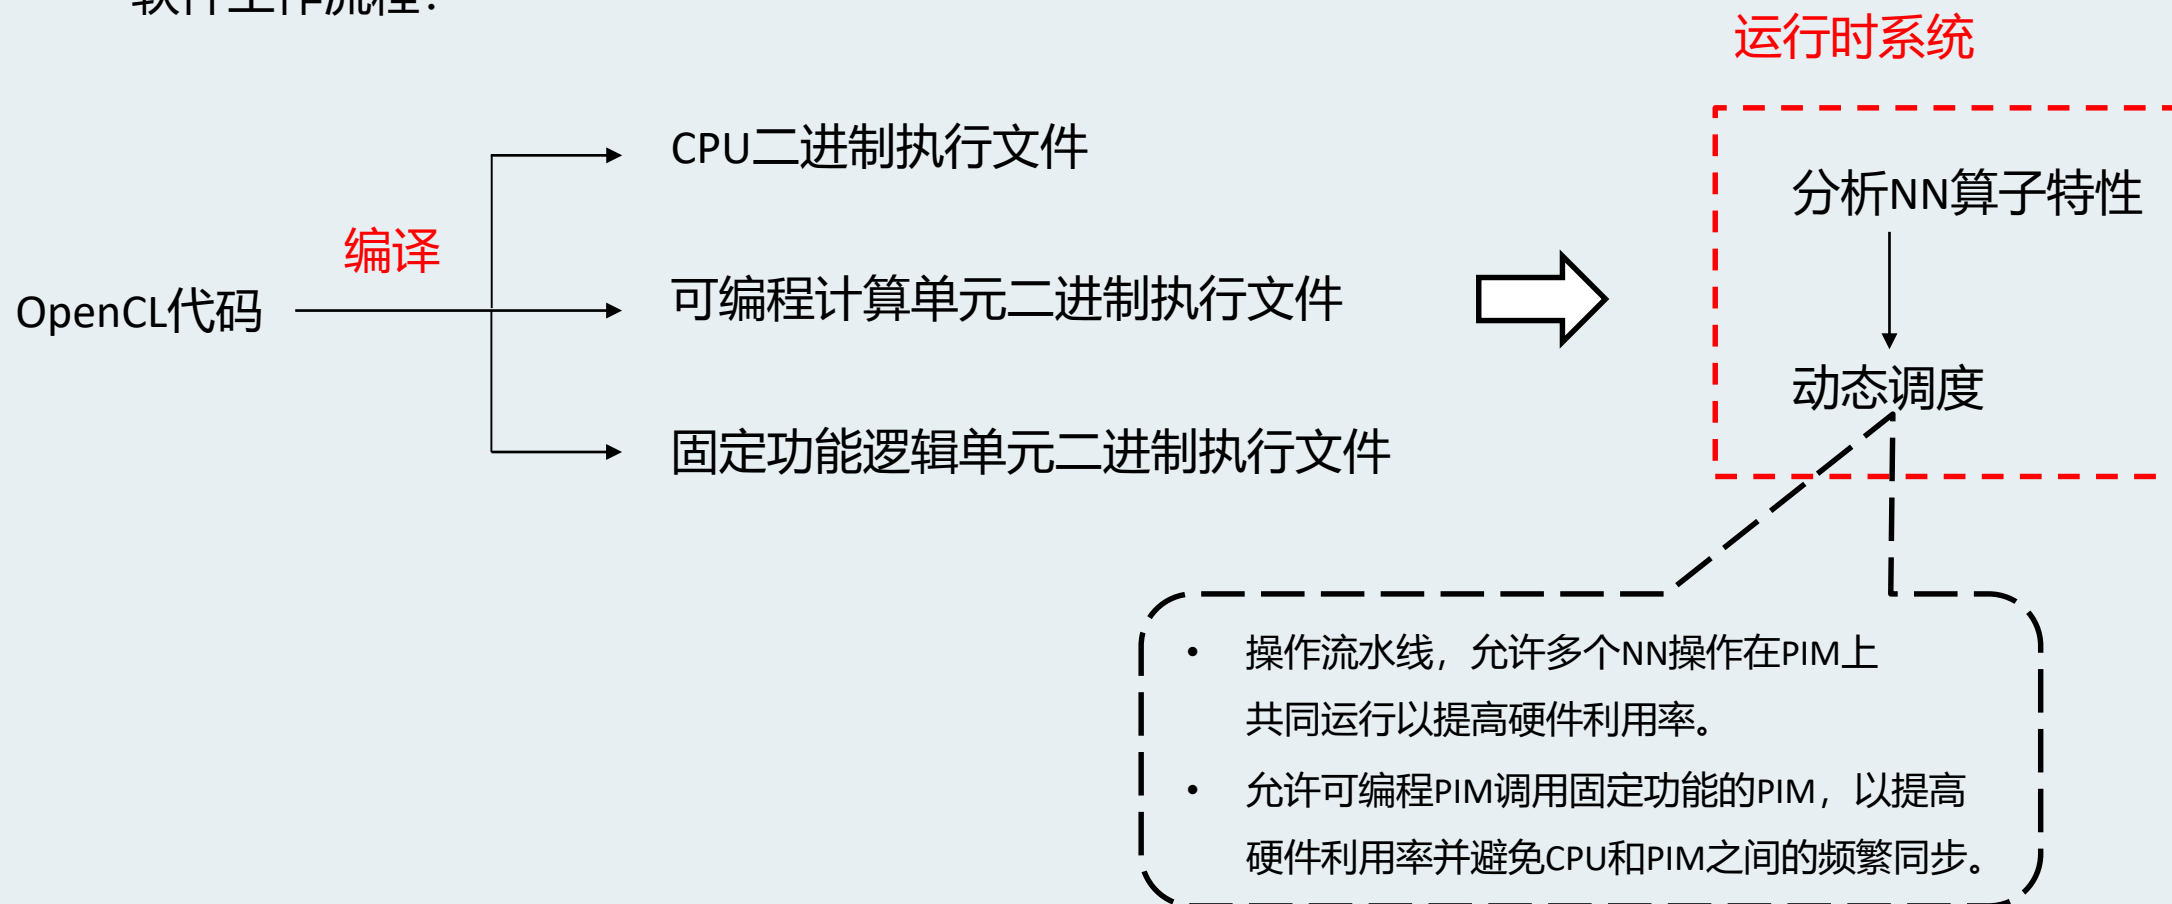 软件工作流程：
运行时系统
CPU二进制执行文件
分析NN算子特性
编译
OpenCL代码
可编程计算单元二进制执行文件
动态调度
固定功能逻辑单元二进制执行文件
• 操作流水线，允许多个NN操作在PIM上
共同运行以提高硬件利用率。
• 允许可编程PIM调用固定功能的PIM，以提高
硬件利用率并避免CPU和PIM之间的频繁同步。